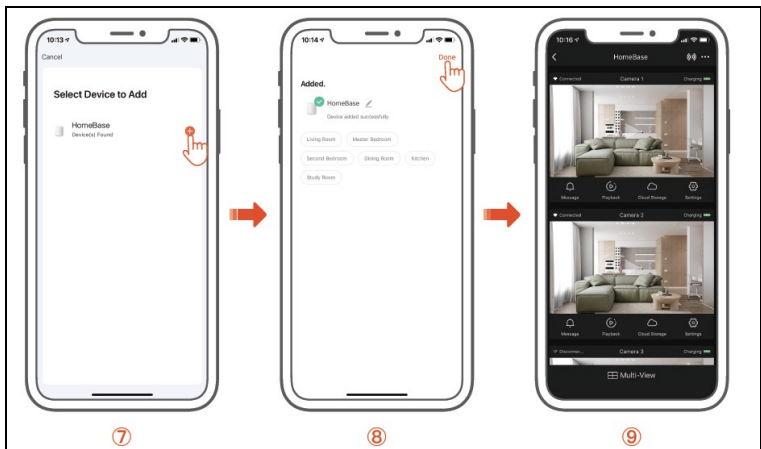 10:13
Cancel
Select Device to Add
HomeBase
Device(s) Found
⑦
10:14
Done
Added.
HomeBase
Device added successfully
Living Room
Master Bedroom
Second Bedroom
Dining Room
Kitchen
Study Room
⑧
10:16
HomeBase
Connected
Camera 1
Charging
Message
Playback
Cloud Storage
Settings
Connected
Camera 2
Charging
Message
Playback
Cloud Storage
Settings
Disconnec...
Camera 3
Charging
Multi-View
⑨